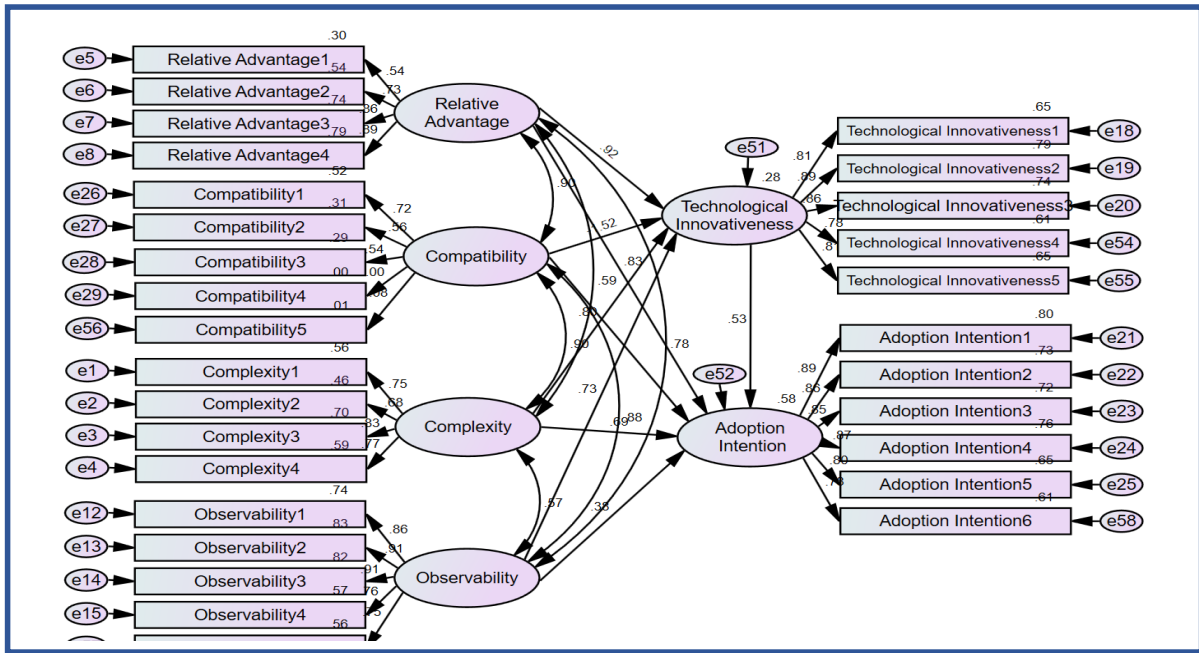 .30
e5 Relative Advantage1
.54
.54
e6 Relative Advantage2
.73
.74
e7 Relative Advantage3
.86
.79
e8 Relative Advantage4
.89
.52
e26 Compatibility1
.72
.31
e27 Compatibility2
.56
.29
e28 Compatibility3
.54
.00
.00
e29 Compatibility4
.01
e56 Compatibility5
.56
e1 Complexity1
.75
.46
e2 Complexity2
.68
.70
e3 Complexity3
.83
.59
e4 Complexity4
.77
.74
e12 Observability1
.86
.83
e13 Observability2
.91
.82
e14 Observability3
.91
.57
e15 Observability4
.76
.56
.75
Relative
Advantage
Compatibility
Complexity
Observability
.90
.92
.52
.83
.59
.80
.78
.90
.73
.69
.88
.57
.38
.53
e51
.28
Technological
Innovativeness
e52
.58
Adoption
Intention
.65
Technological Innovativeness1 e18
.81
.79
Technological Innovativeness2 e19
.89
.74
Technological Innovativeness3 e20
.86
.61
Technological Innovativeness4 e54
.78
.65
Technological Innovativeness5 e55
.80
Adoption Intention1 e21
.89
.73
Adoption Intention2 e22
.86
.72
Adoption Intention3 e23
.85
.76
Adoption Intention4 e24
.87
.65
Adoption Intention5 e25
.80
.61
Adoption Intention6 e58
.78